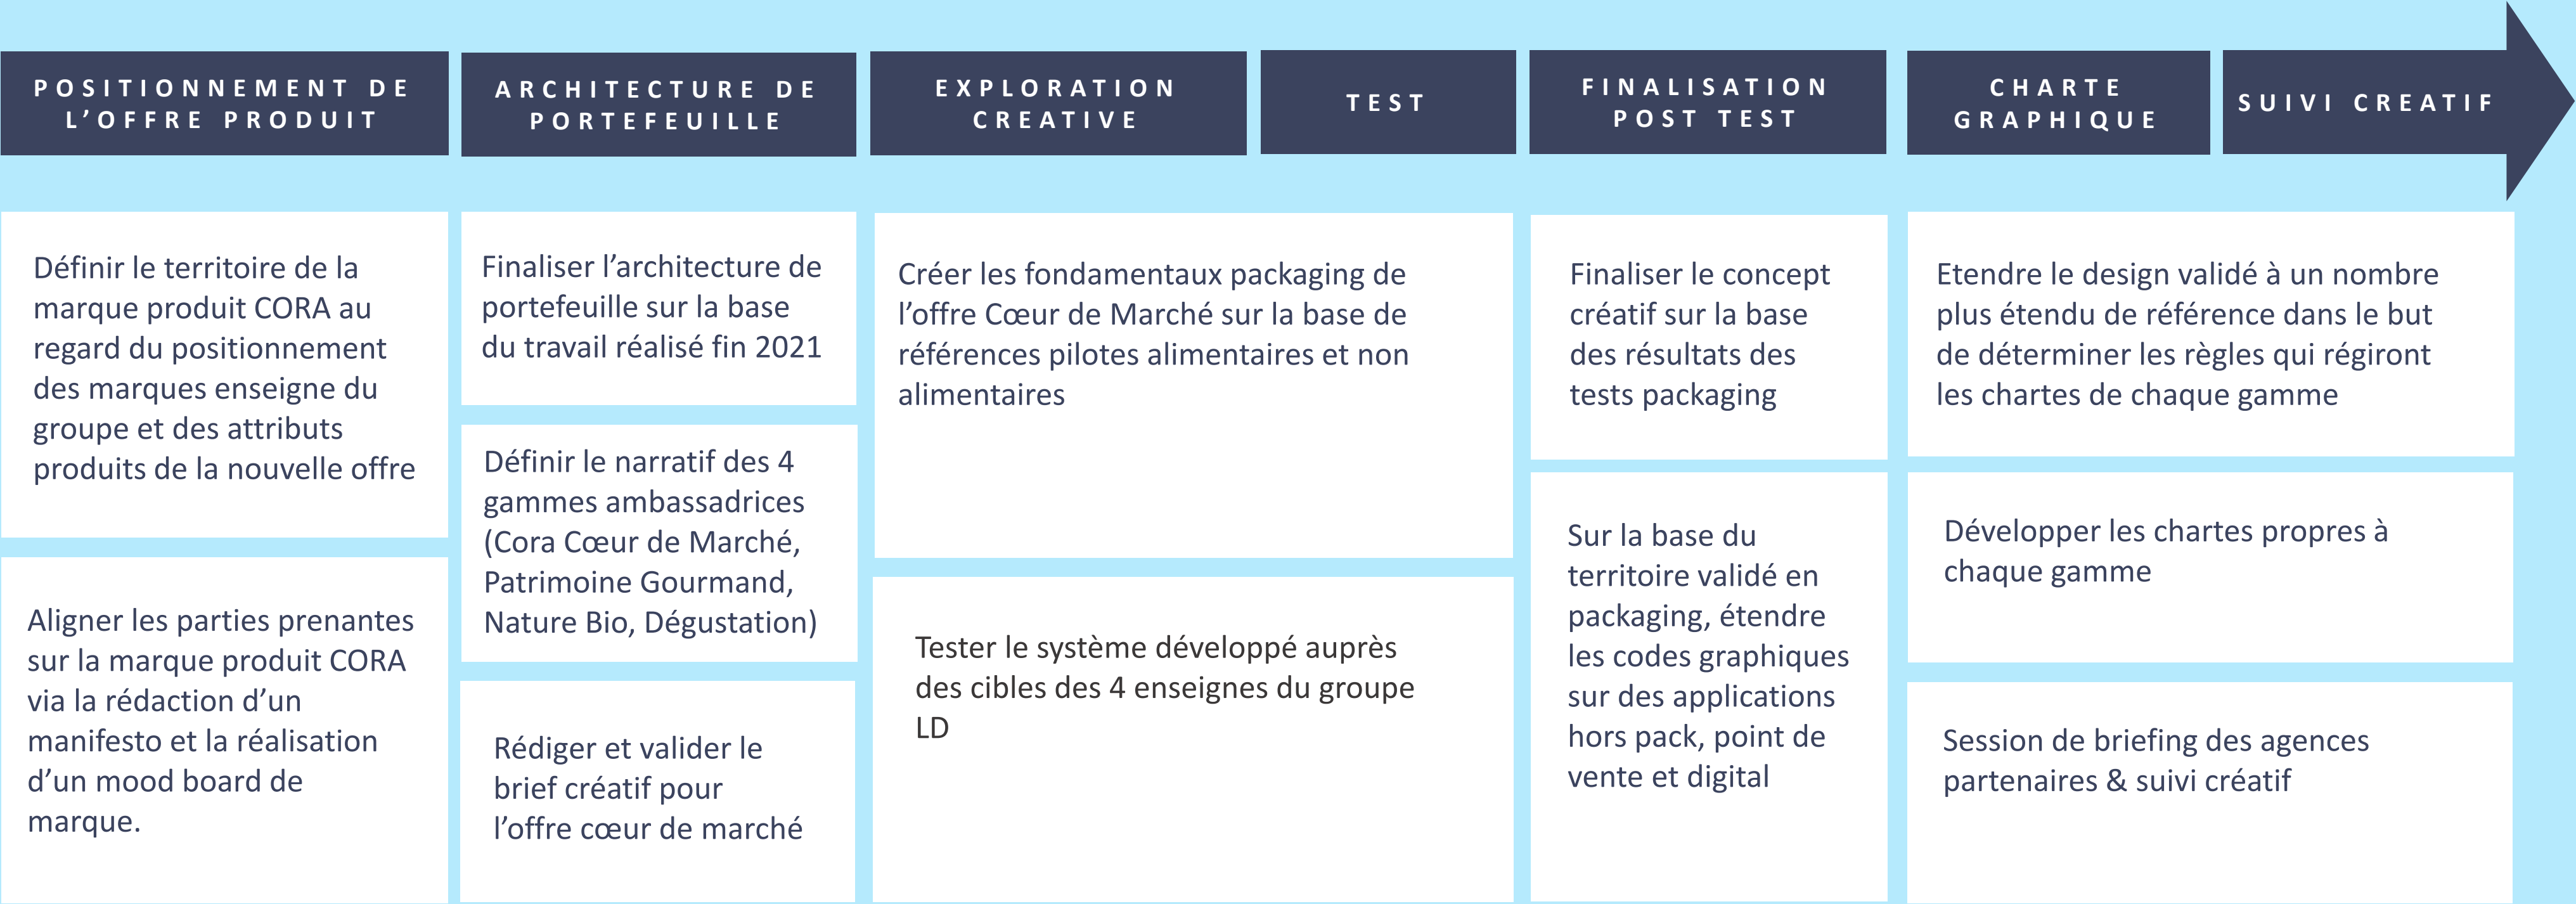 POSITIONNEMENT DE
L’OFFRE PRODUIT
ARCHITECTURE DE
PORTEFEUILLE
EXPLORATION
CREATIVE
TEST
FINALISATION
POST TEST
CHARTE
GRAPHIQUE
SUIVI CREATIF
Définir le territoire de la
marque produit CORA au
regard du positionnement
des marques enseigne du
groupe et des attributs
produits de la nouvelle offre
Aligner les parties prenantes
sur la marque produit CORA
via la rédaction d’un
manifesto et la réalisation
d’un mood board de
marque.
Finaliser l’architecture de
portefeuille sur la base
du travail réalisé fin 2021
Définir le narratif des 4
gammes ambassadrices
(Cora Cœur de Marché,
Patrimoine Gourmand,
Nature Bio, Dégustation)
Rédiger et valider le
brief créatif pour
l’offre cœur de marché
Créer les fondamentaux packaging de
l’offre Cœur de Marché sur la base de
références pilotes alimentaires et non
alimentaires
Tester le système développé auprès
des cibles des 4 enseignes du groupe
LD
Finaliser le concept
créatif sur la base
des résultats des
tests packaging
Sur la base du
territoire validé en
packaging, étendre
les codes graphiques
sur des applications
hors pack, point de
vente et digital
Etendre le design validé à un nombre
plus étendu de référence dans le but
de déterminer les règles qui régiront
les chartes de chaque gamme
Développer les chartes propres à
chaque gamme
Session de briefing des agences
partenaires & suivi créatif